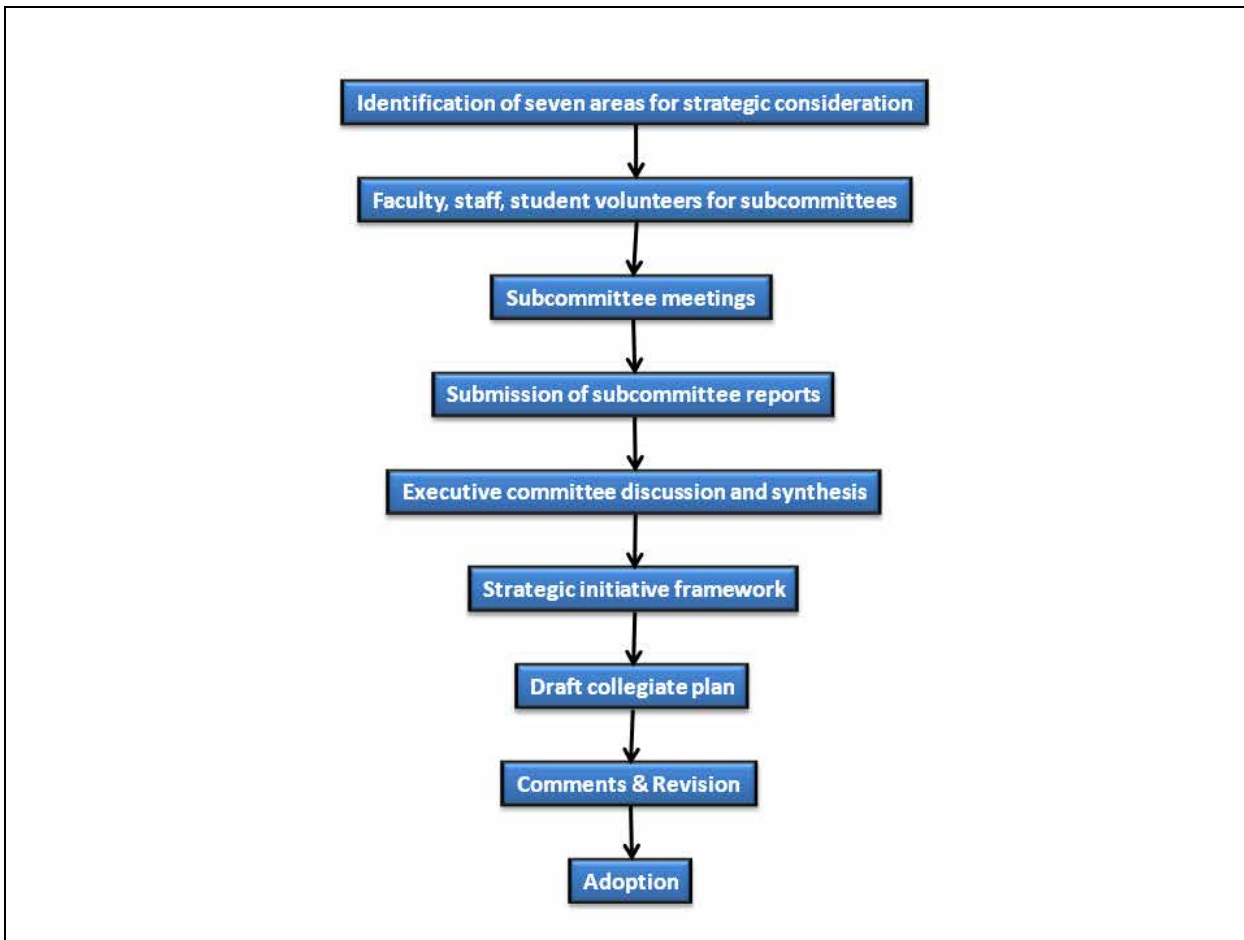 Identification of seven areas for strategic consideration
Faculty, staff, student volunteers for subcommittees
Subcommittee meetings
Submission of subcommittee reports
Executive committee discussion and synthesis
Strategic initiative framework
Draft collegiate plan
Comments & Revision
Adoption